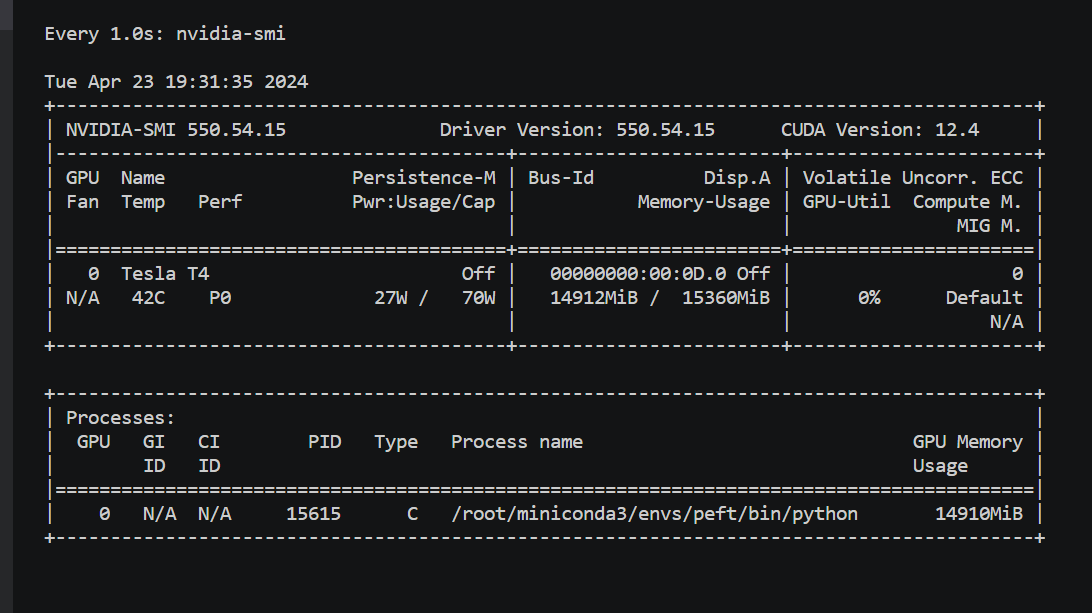 Every 1.0s: nvidia-smi
Tue Apr 23 19:31:35 2024
+-----------------------------------------------------------------------------------------+
| NVIDIA-SMI 550.54.15              Driver Version: 550.54.15      CUDA Version: 12.4     |
|-----------------------------------------+------------------------+----------------------+
| GPU  Name                 Persistence-M | Bus-Id          Disp.A | Volatile Uncorr. ECC |
| Fan  Temp   Perf          Pwr:Usage/Cap |           Memory-Usage | GPU-Util  Compute M. |
|                                         |                        |               MIG M. |
|=========================================+========================+======================|
|   0  Tesla T4                       Off |   00000000:00:0D.0 Off |                    0 |
| N/A   42C    P0             27W /   70W |   14912MiB /  15360MiB |      0%      Default |
|                                         |                        |                  N/A |
+-----------------------------------------+------------------------+----------------------+
+-----------------------------------------------------------------------------------------+
| Processes:                                                                              |
|  GPU   GI   CI        PID   Type   Process name                              GPU Memory |
|        ID   ID                                                               Usage      |
|=========================================================================================|
|    0   N/A  N/A     15615      C   /root/miniconda3/envs/peft/bin/python       14910MiB |
+-----------------------------------------------------------------------------------------+